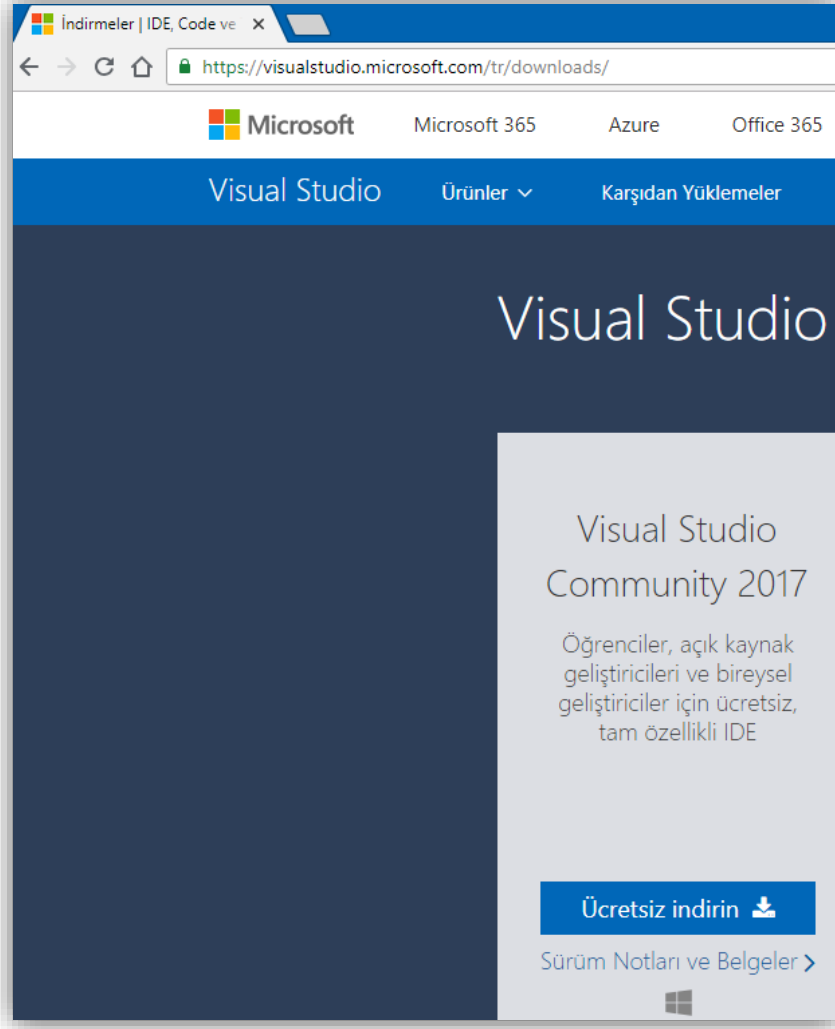 İndirmeler | IDE, Code ve
https://visualstudio.microsoft.com/tr/downloads/
Microsoft Microsoft 365 Azure Office 365
Visual Studio Ürünler Karşıdan Yüklemeler
Visual Studio
Visual Studio
Community 2017
Öğrenciler, açık kaynak
geliştiricileri ve bireysel
geliştiriciler için ücretsiz,
tam özellikli IDE
Ücretsiz indirin
Sürüm Notları ve Belgeler